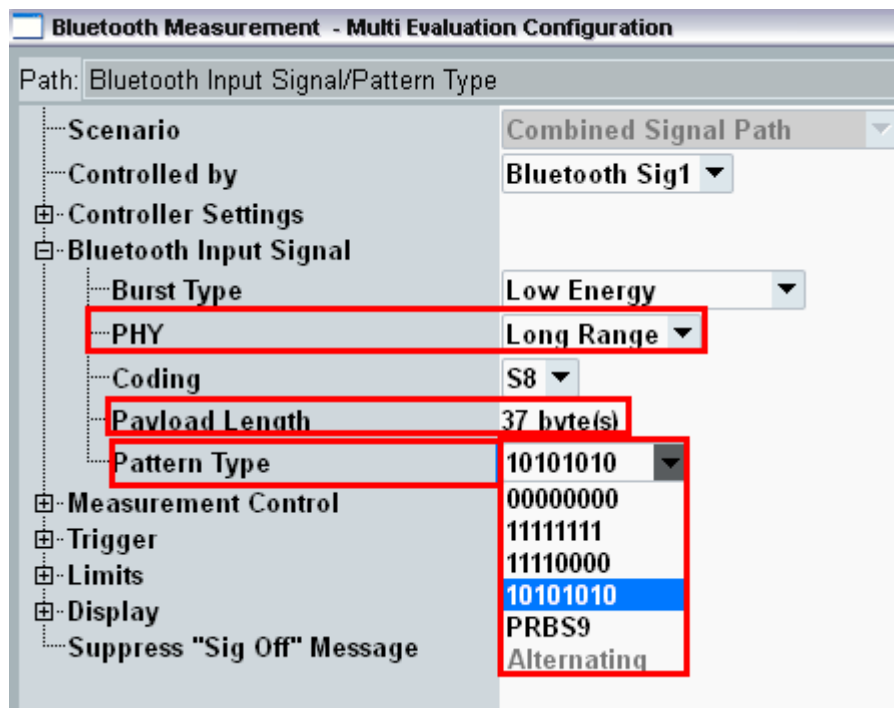 Bluetooth Measurement - Multi Evaluation Configuration
Path: Bluetooth Input Signal/Pattern Type
Scenario Combined Signal Path
Controlled by Bluetooth Sig1
Controller Settings
Bluetooth Input Signal
Burst Type Low Energy
PHY Long Range
Coding S8
Payload Length 37 byte(s)
Pattern Type 10101010
Measurement Control 00000000
Trigger 11111111
11110000
Limits
10101010
Display
PRBS9
Suppress "Sig Off" Message
Alternating